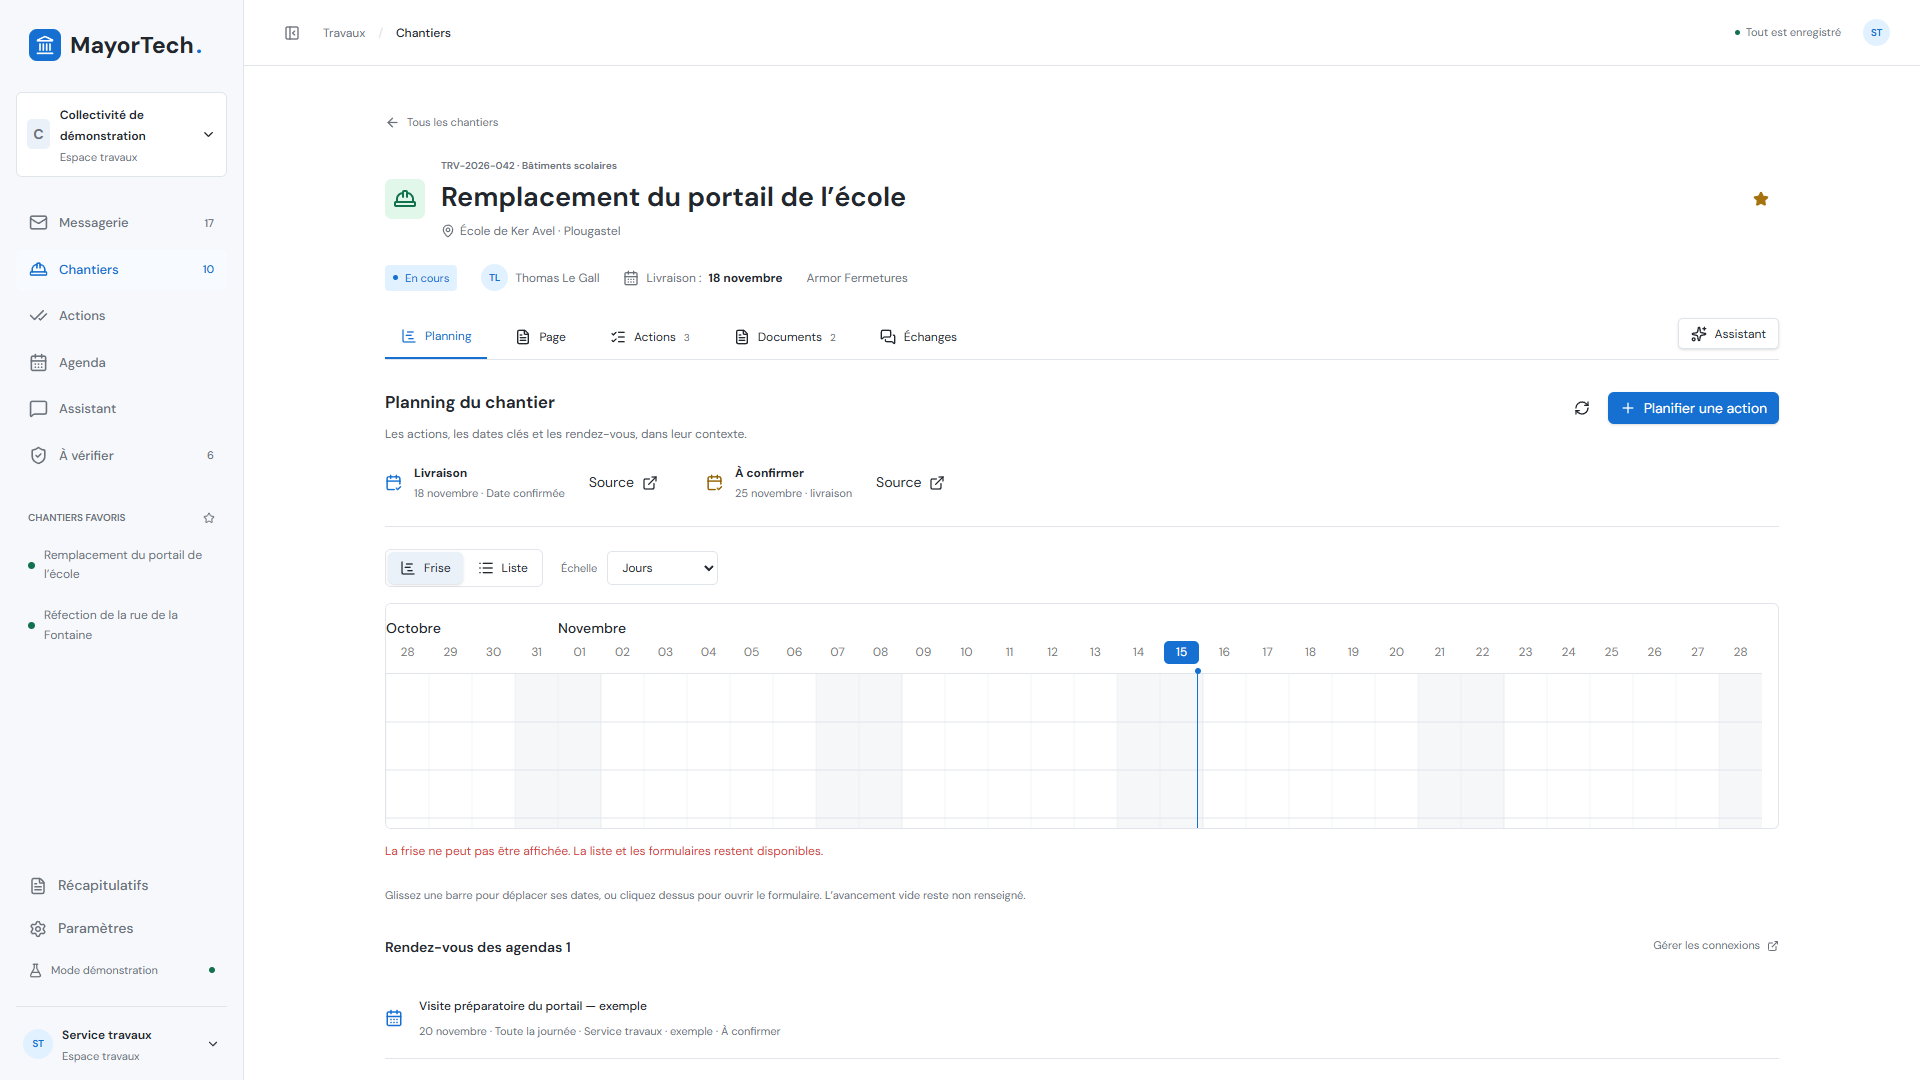 MayorTech.
Travaux / Chantiers
Tout est enregistré
ST
C
Collectivité de
démonstration
Espace travaux
Messagerie 17
Chantiers 10
Actions
Agenda
Assistant
À vérifier 6
CHANTIERS FAVORIS
Remplacement du portail de
l’école
Réfection de la rue de la
Fontaine
Récapitulatifs
Paramètres
Mode démonstration
ST
Service travaux
Espace travaux
Tous les chantiers
TRV-2026-042 · Bâtiments scolaires
Remplacement du portail de l’école
École de Ker Avel · Plougastel
En cours TL Thomas Le Gall Livraison : 18 novembre Armor Fermetures
Planning Page Actions 3 Documents 2 Échanges Assistant
Planning du chantier
Planifier une action
Les actions, les dates clés et les rendez-vous, dans leur contexte.
Livraison
18 novembre · Date confirmée
Source
À confirmer
25 novembre · livraison
Source
Frise Liste Échelle Jours
Octobre Novembre
28 29 30 31 01 02 03 04 05 06 07 08 09 10 11 12 13 14 15 16 17 18 19 20 21 22 23 24 25 26 27 28
La frise ne peut pas être affichée. La liste et les formulaires restent disponibles.
Glissez une barre pour déplacer ses dates, ou cliquez dessus pour ouvrir le formulaire. L’avancement vide reste non renseigné.
Rendez-vous des agendas 1
Gérer les connexions
Visite préparatoire du portail — exemple
20 novembre · Toute la journée · Service travaux · exemple · À confirmer